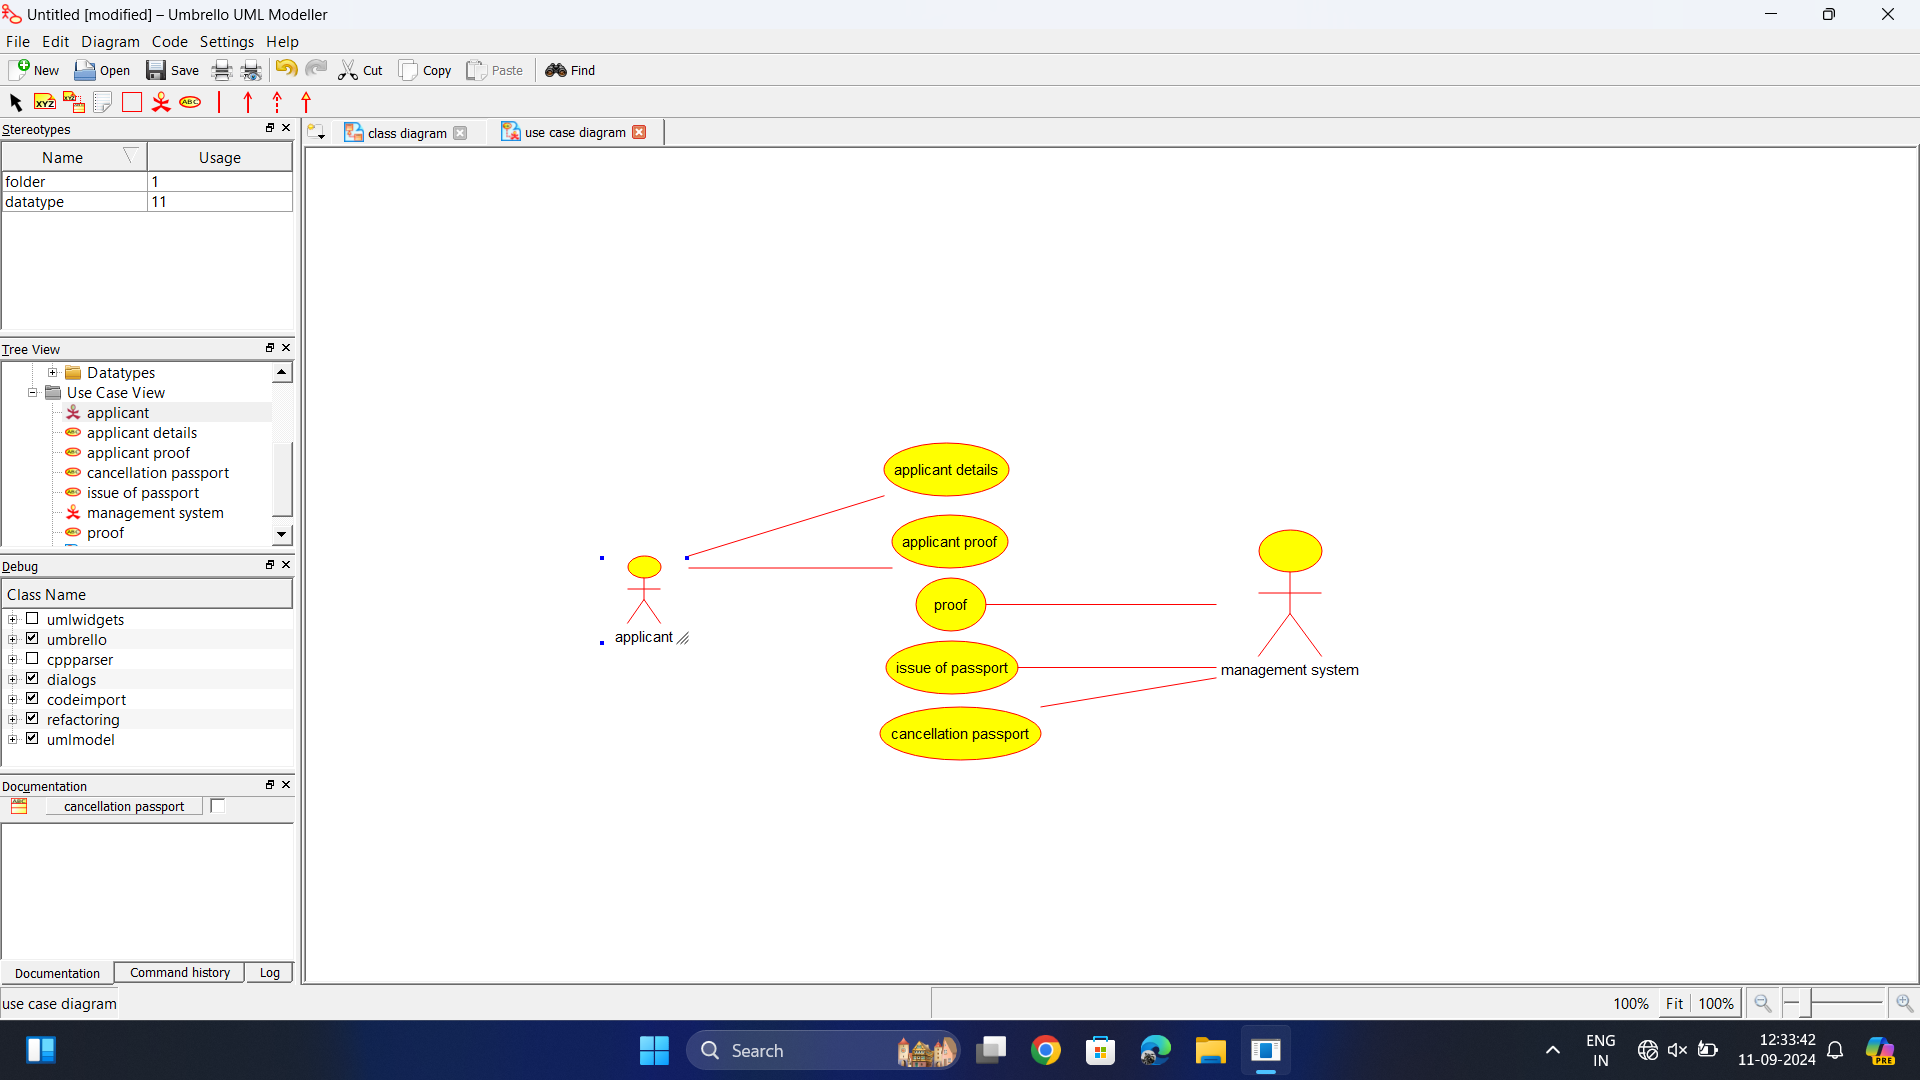 Untitled [modified] – Umbrello UML Modeller
File Edit Diagram Code Settings Help
New Open Save Cut Copy Paste Find
XYZ XYZ ABC
Stereotypes
class diagram use case diagram
Name Usage
folder 1
datatype 11
Tree View
Datatypes
Use Case View
applicant
applicant details
applicant proof
cancellation passport
issue of passport
management system
proof
Debug
Class Name
umlwidgets
umbrello
cppparser
dialogs
codeimport
refactoring
umlmodel
Documentation
cancellation passport
Documentation Command history Log
applicant details
applicant proof
proof
applicant
issue of passport
management system
cancellation passport
use case diagram
100% Fit 100%
Search
ENG
IN
12:33:42
11-09-2024
PRE